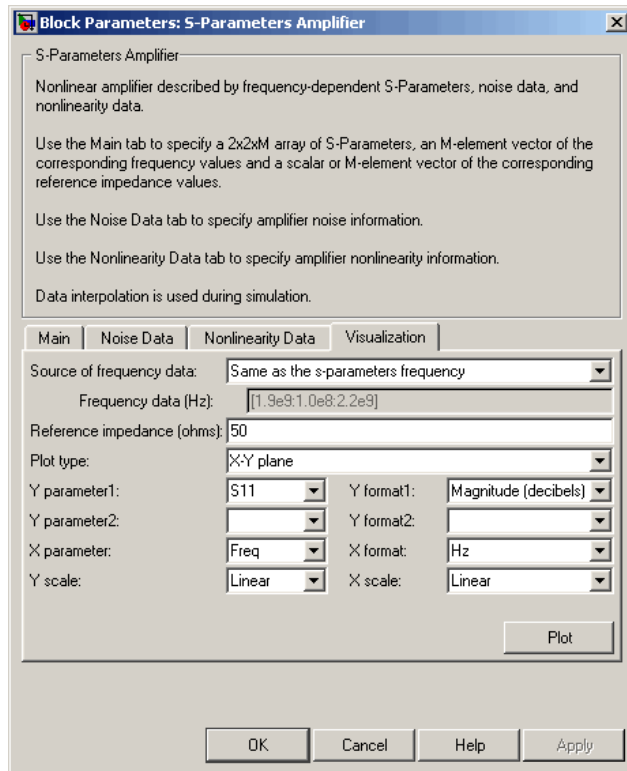 Block Parameters: S-Parameters Amplifier
S-Parameters Amplifier
Nonlinear amplifier described by frequency-dependent S-Parameters, noise data, and
nonlinearity data.
Use the Main tab to specify a 2x2xM array of S-Parameters, an M-element vector of the
corresponding frequency values and a scalar or M-element vector of the corresponding
reference impedance values.
Use the Noise Data tab to specify amplifier noise information.
Use the Nonlinearity Data tab to specify amplifier nonlinearity information.
Data interpolation is used during simulation.
Main Noise Data Nonlinearity Data Visualization
Source of frequency data: Same as the s-parameters frequency
Frequency data (Hz): [1.9e9:1.0e8:2.2e9]
Reference impedance (ohms): 50
Plot type: X-Y plane
Y parameter1: S11 Y format1: Magnitude (decibels)
Y parameter2: Y format2:
X parameter: Freq X format: Hz
Y scale: Linear X scale: Linear
Plot
OK Cancel Help Apply